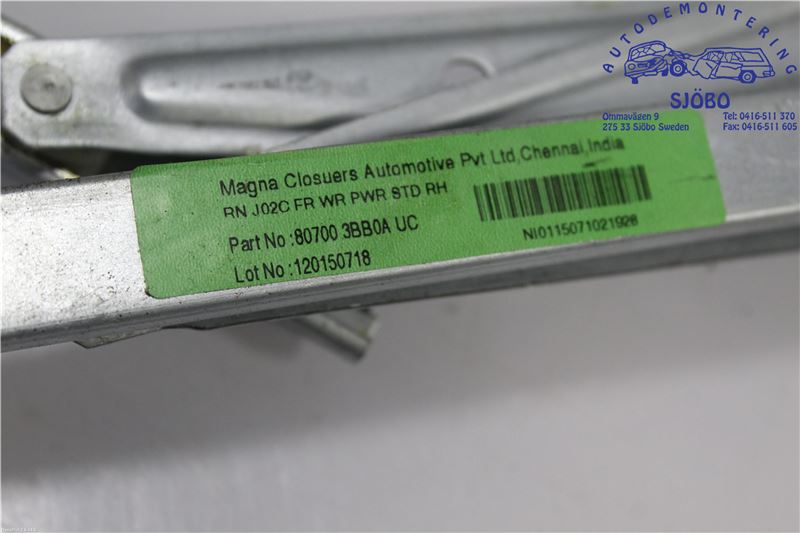 AUTODEMONTERING
SJÖBO
Ommavägen 9 Tel: 0416-511 370
275 33 Sjöbo Sweden Fax: 0416-511 605
Magna Closuers Automotive Pvt Ltd,Chennai,India
RN J02C FR WR PWR STD RH
Part No :80700 3BB0A UC
Lot No :120150718
NI0115071021928